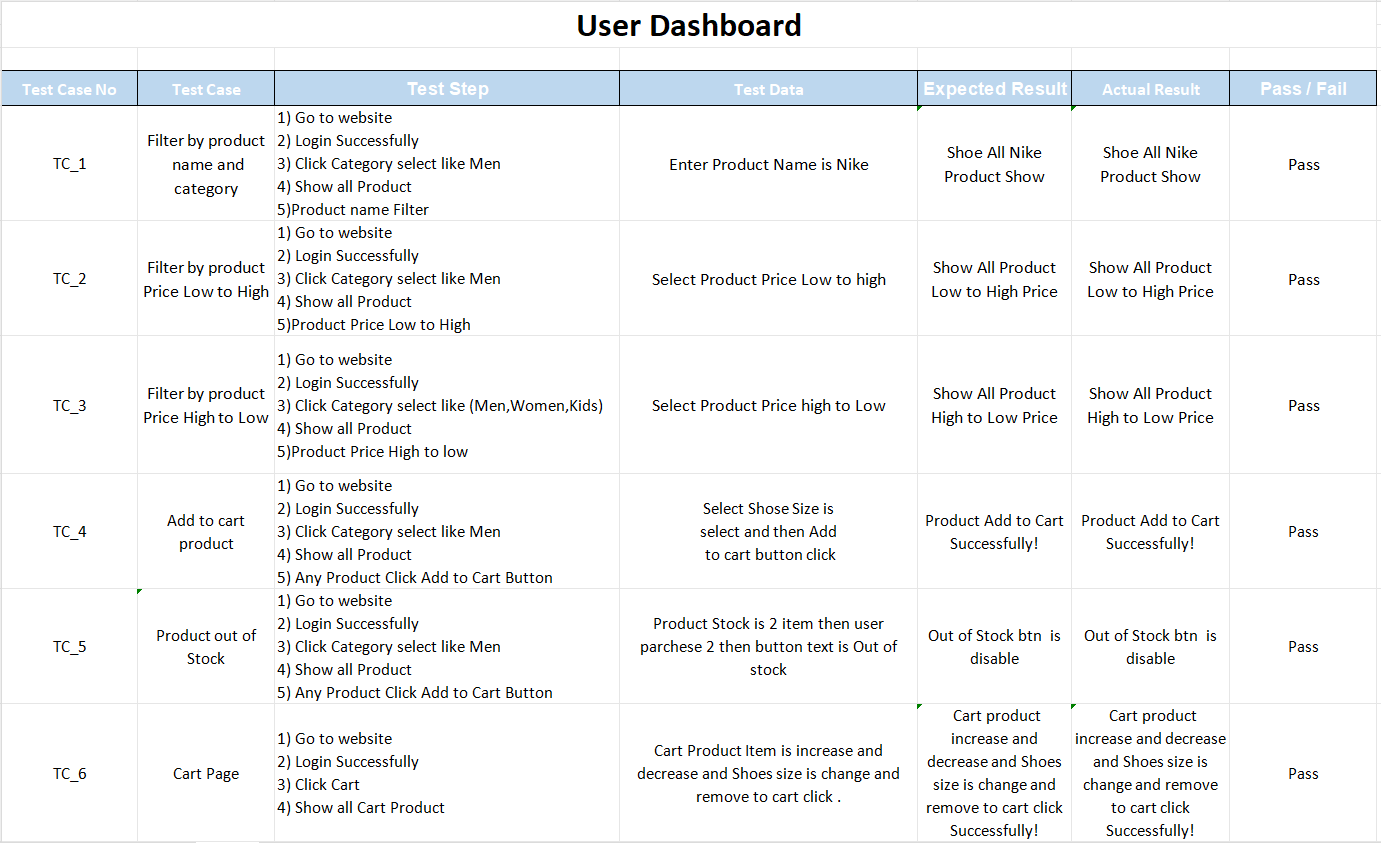 User Dashboard
Test Case No
Test Case
Test Step
Test Data
Expected Result
Actual Result
Pass / Fail
TC_1
Filter by product
name and
category
1) Go to website
2) Login Successfully
3) Click Category select like Men
4) Show all Product
5)Product name Filter
Enter Product Name is Nike
Shoe All Nike
Product Show
Shoe All Nike
Product Show
Pass
TC_2
Filter by product
Price Low to High
1) Go to website
2) Login Successfully
3) Click Category select like Men
4) Show all Product
5)Product Price Low to High
Select Product Price Low to high
Show All Product
Low to High Price
Show All Product
Low to High Price
Pass
TC_3
Filter by product
Price High to Low
1) Go to website
2) Login Successfully
3) Click Category select like (Men,Women,Kids)
4) Show all Product
5)Product Price High to low
Select Product Price high to Low
Show All Product
High to Low Price
Show All Product
High to Low Price
Pass
TC_4
Add to cart
product
1) Go to website
2) Login Successfully
3) Click Category select like Men
4) Show all Product
5) Any Product Click Add to Cart Button
Select Shose Size is
select and then Add
to cart button click
Product Add to Cart
Successfully!
Product Add to Cart
Successfully!
Pass
TC_5
Product out of
Stock
1) Go to website
2) Login Successfully
3) Click Category select like Men
4) Show all Product
5) Any Product Click Add to Cart Button
Product Stock is 2 item then user
parchese 2 then button text is Out of
stock
Out of Stock btn  is
disable
Out of Stock btn  is
disable
Pass
TC_6
Cart Page
1) Go to website
2) Login Successfully
3) Click Cart
4) Show all Cart Product
Cart Product Item is increase and
decrease and Shoes size is change and
remove to cart click .
Cart product
increase and
decrease and Shoes
size is change and
remove to cart click
Successfully!
Cart product
increase and decrease
and Shoes size is
change and remove
to cart click
Successfully!
Pass